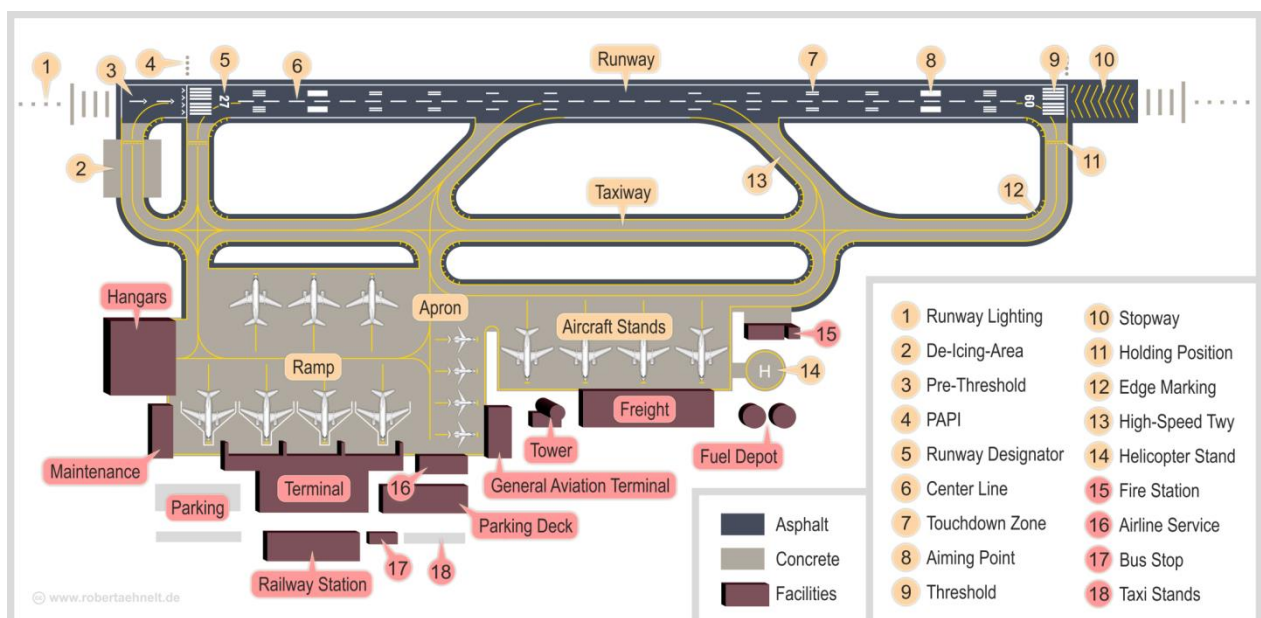 1
3
4
5
6
Runway
7
8
9
10
27
09
2
11
13
12
Taxiway
Hangars
Apron
Aircraft Stands
15
Ramp
H
14
Freight
Tower
Fuel Depot
Maintenance
16
General Aviation Terminal
Terminal
Parking
Parking Deck
Railway Station
17
18
Asphalt
Concrete
Facilities
1 Runway Lighting
2 De-Icing-Area
3 Pre-Threshold
4 PAPI
5 Runway Designator
6 Center Line
7 Touchdown Zone
8 Aiming Point
9 Threshold
10 Stopway
11 Holding Position
12 Edge Marking
13 High-Speed Twy
14 Helicopter Stand
15 Fire Station
16 Airline Service
17 Bus Stop
18 Taxi Stands
cc www.robertaehnelt.de